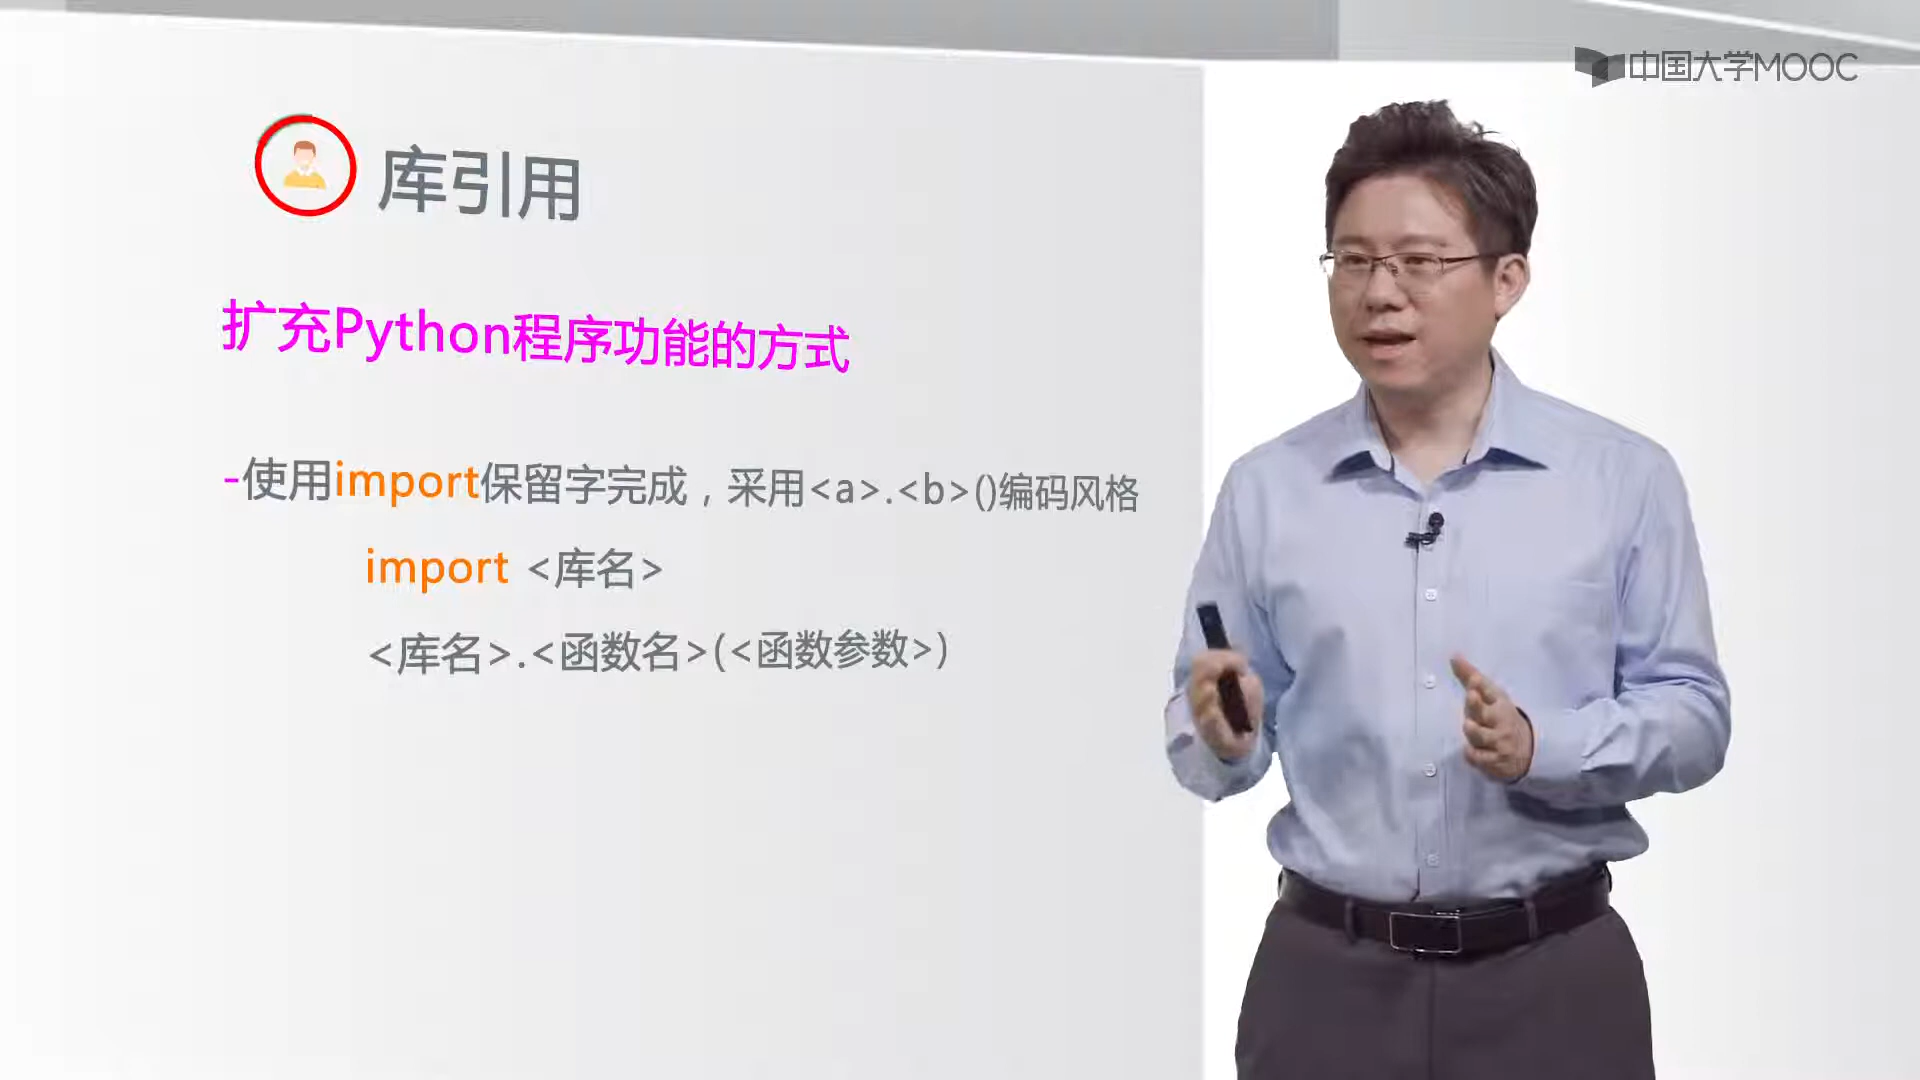 中国大学MOOC
库引用
扩充Python程序功能的方式
-使用import保留字完成，采用<a>.<b>()编码风格
import <库名>
<库名>.<函数名>(<函数参数>)